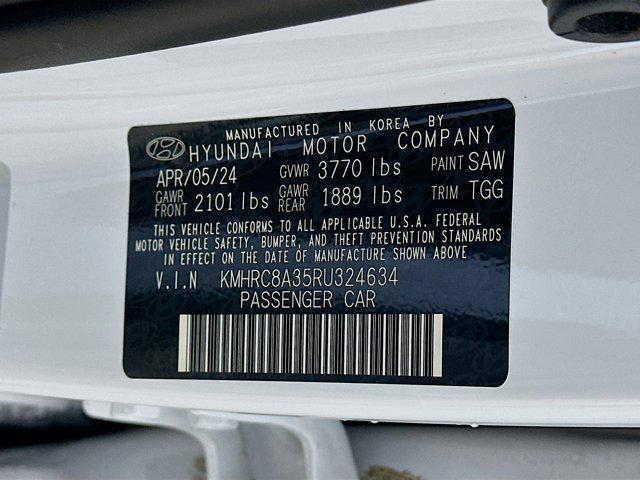 MANUFACTURED IN KOREA BY
HYUNDAI MOTOR COMPANY
APR/05/24 GVWR 3770 lbs PAINT SAW
GAWR FRONT 2101 lbs GAWR REAR 1889 lbs TRIM TGG
THIS VEHICLE CONFORMS TO ALL APPLICABLE U.S.A. FEDERAL
MOTOR VEHICLE SAFETY, BUMPER, AND THEFT PREVENTION STANDARDS
IN EFFECT ON THE DATE OF MANUFACTURE SHOWN ABOVE
V.I.N KMHRC8A35RU324634
PASSENGER CAR